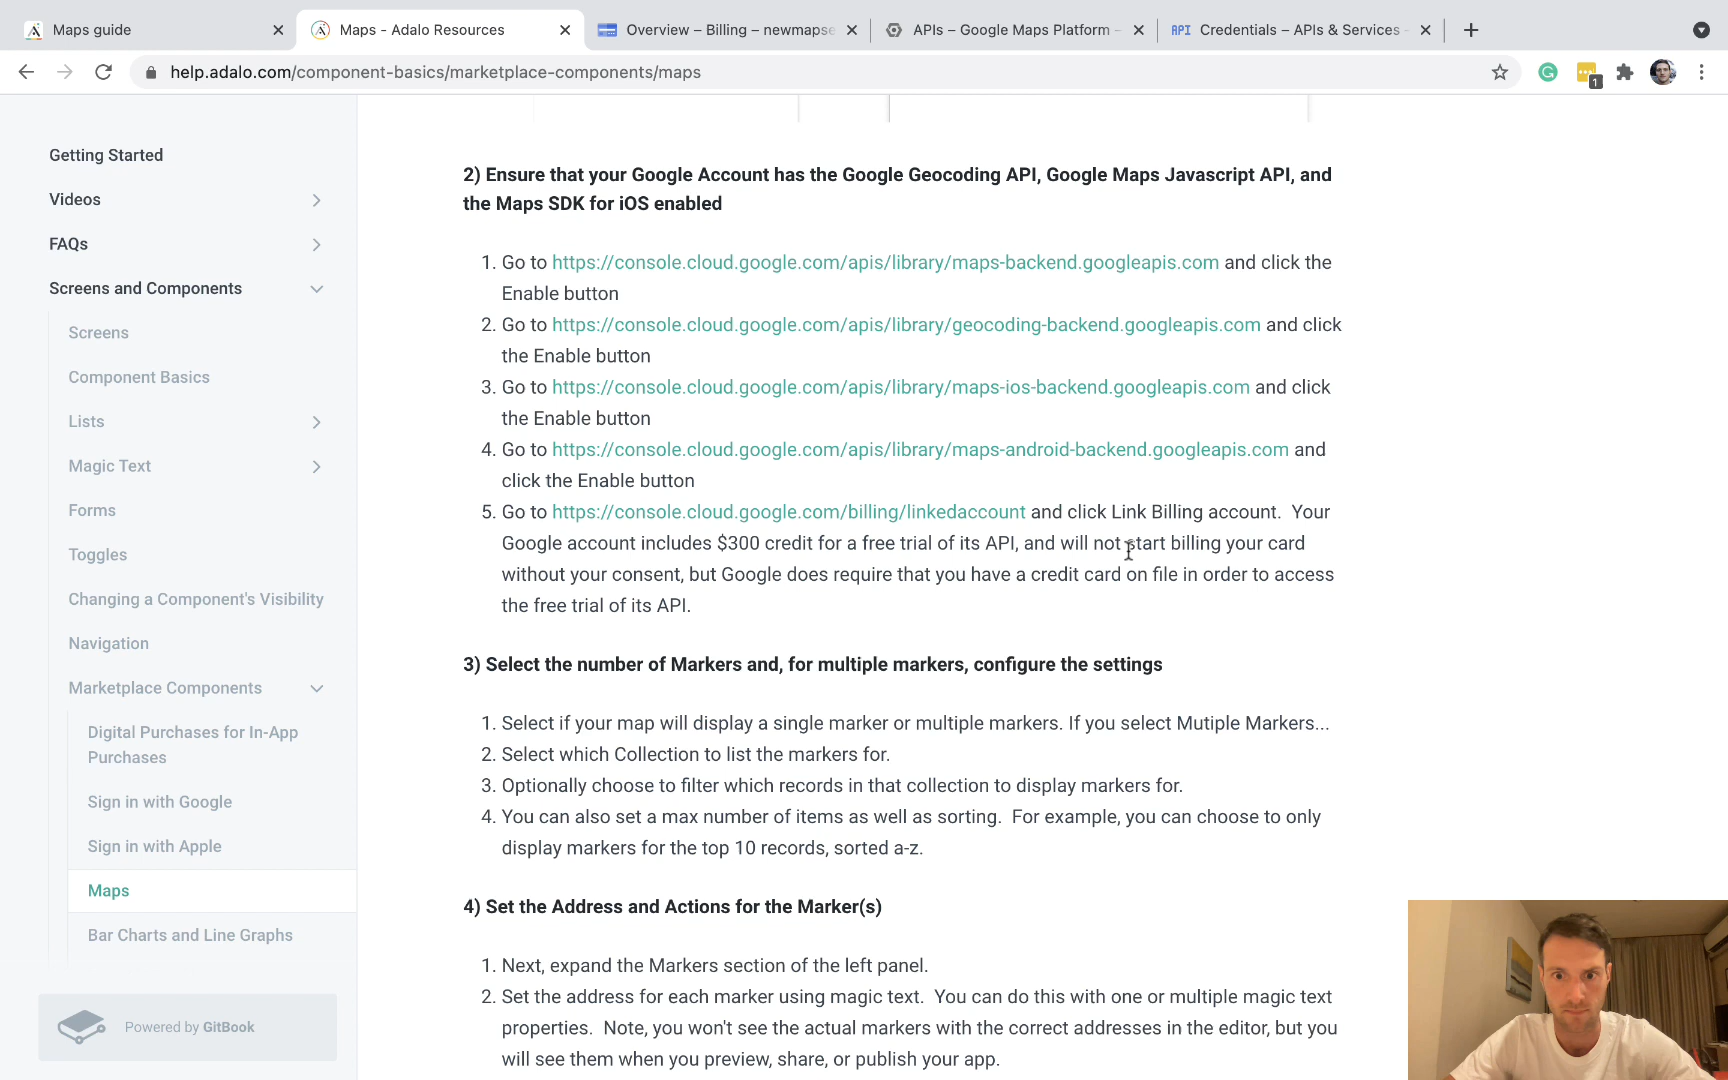 Maps guide
Maps - Adalo Resources
Overview – Billing – newmapse
APIs – Google Maps Platform –
API Credentials – APIs & Services –
help.adalo.com/component-basics/marketplace-components/maps
1
Getting Started
Videos
FAQs
Screens and Components
Screens
Component Basics
Lists
Magic Text
Forms
Toggles
Changing a Component's Visibility
Navigation
Marketplace Components
Digital Purchases for In-App
Purchases
Sign in with Google
Sign in with Apple
Maps
Bar Charts and Line Graphs
Powered by GitBook
2) Ensure that your Google Account has the Google Geocoding API, Google Maps Javascript API, and
the Maps SDK for iOS enabled
1. Go to https://console.cloud.google.com/apis/library/maps-backend.googleapis.com and click the
Enable button
2. Go to https://console.cloud.google.com/apis/library/geocoding-backend.googleapis.com and click
the Enable button
3. Go to https://console.cloud.google.com/apis/library/maps-ios-backend.googleapis.com and click
the Enable button
4. Go to https://console.cloud.google.com/apis/library/maps-android-backend.googleapis.com and
click the Enable button
5. Go to https://console.cloud.google.com/billing/linkedaccount and click Link Billing account. Your
Google account includes $300 credit for a free trial of its API, and will not start billing your card
without your consent, but Google does require that you have a credit card on file in order to access
the free trial of its API.
3) Select the number of Markers and, for multiple markers, configure the settings
1. Select if your map will display a single marker or multiple markers. If you select Mutiple Markers...
2. Select which Collection to list the markers for.
3. Optionally choose to filter which records in that collection to display markers for.
4. You can also set a max number of items as well as sorting. For example, you can choose to only
display markers for the top 10 records, sorted a-z.
4) Set the Address and Actions for the Marker(s)
1. Next, expand the Markers section of the left panel.
2. Set the address for each marker using magic text. You can do this with one or multiple magic text
properties. Note, you won't see the actual markers with the correct addresses in the editor, but you
will see them when you preview, share, or publish your app.